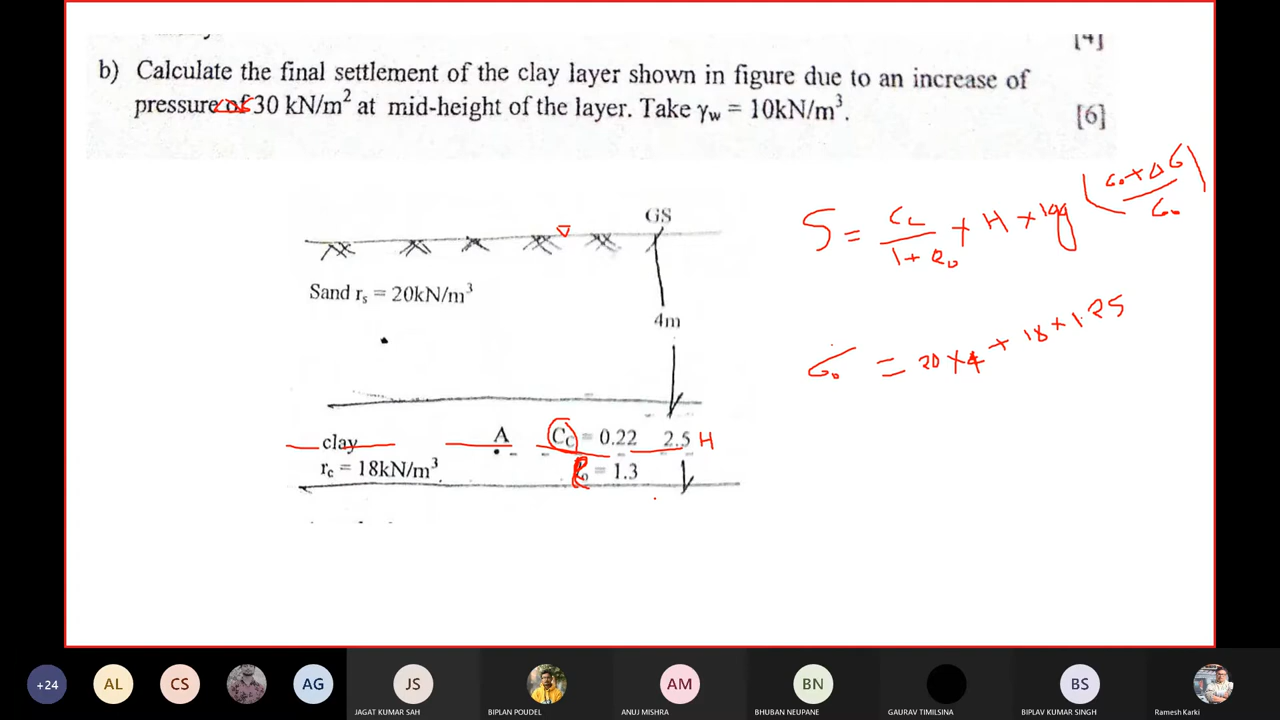 [4]
b) Calculate the final settlement of the clay layer shown in figure due to an increase of
pressure of 30 kN/m² at mid-height of the layer. Take γw = 10kN/m³.
[6]
GS
Sand rs = 20kN/m³
4m
clay A Cc = 0.22 2.5 H
rc = 18kN/m³ e₀ = 1.3
S = Cc / 1+e₀ × H × log (σ₀+Δσ / σ₀)
σ₀ = 20×4 + 18×1.25
+24 AL CS AG JS AM BN BS
JAGAT KUMAR SAH BIPLAN POUDEL ANUJ MISHRA BHUBAN NEUPANE GAURAV TIMILSINA BIPLAV KUMAR SINGH Ramesh Karki